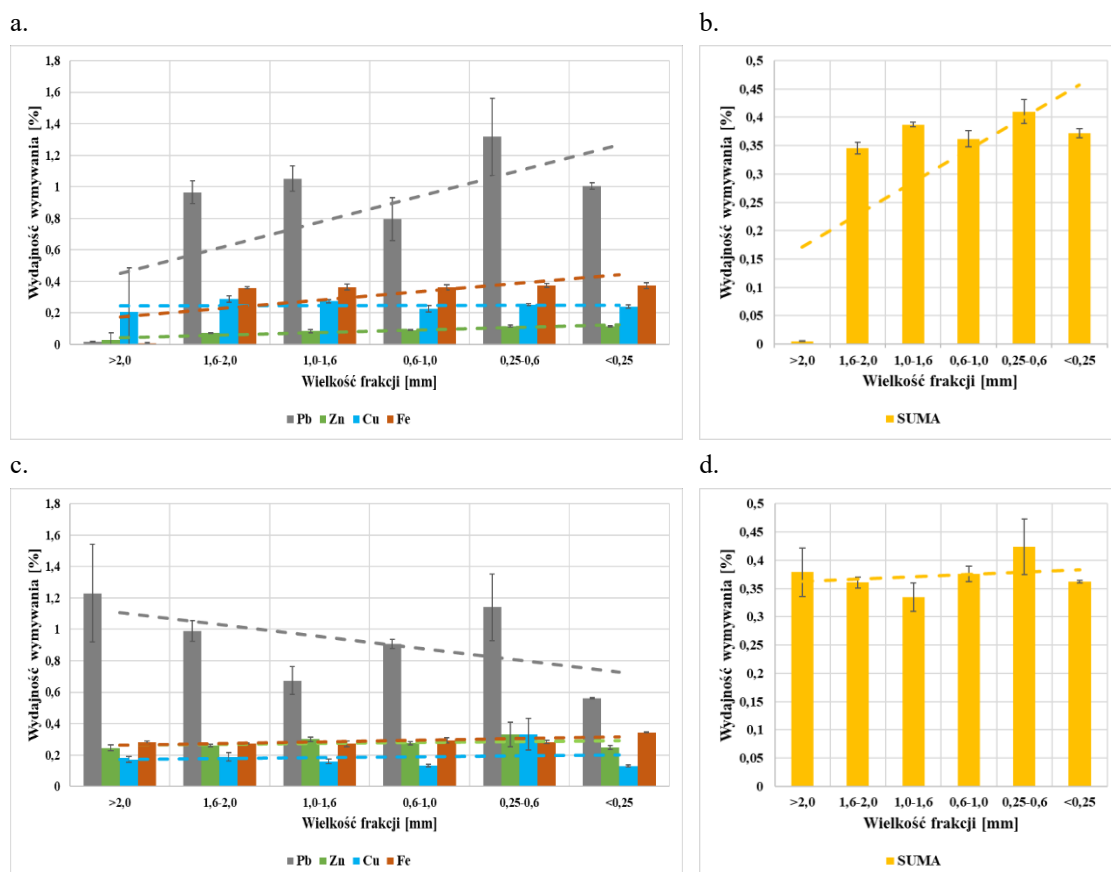 a.
Wydajność wymywania [%]
1,8
1,6
1,4
1,2
1
0,8
0,6
0,4
0,2
0
>2,0 1,6-2,0 1,0-1,6 0,6-1,0 0,25-0,6 <0,25
Wielkość frakcji [mm]
Pb Zn Cu Fe
b.
Wydajność wymywania [%]
0,5
0,45
0,4
0,35
0,3
0,25
0,2
0,15
0,1
0,05
0
>2,0 1,6-2,0 1,0-1,6 0,6-1,0 0,25-0,6 <0,25
Wielkość frakcji [mm]
SUMA
c.
Wydajność wymywania [%]
1,8
1,6
1,4
1,2
1
0,8
0,6
0,4
0,2
0
>2,0 1,6-2,0 1,0-1,6 0,6-1,0 0,25-0,6 <0,25
Wielkość frakcji [mm]
Pb Zn Cu Fe
d.
Wydajność wymywania [%]
0,5
0,45
0,4
0,35
0,3
0,25
0,2
0,15
0,1
0,05
0
>2,0 1,6-2,0 1,0-1,6 0,6-1,0 0,25-0,6 <0,25
Wielkość frakcji [mm]
SUMA